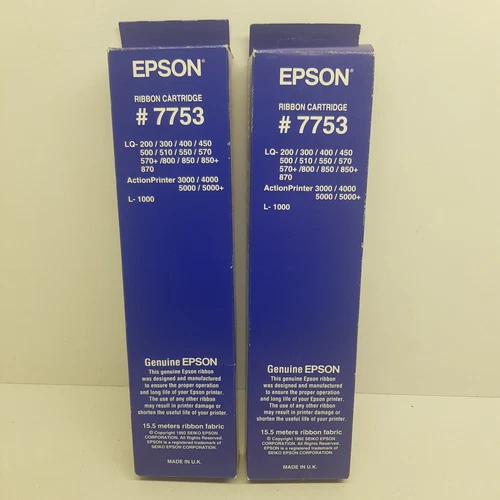 EPSON®
RIBBON CARTRIDGE
# 7753
LQ- 200 / 300 / 400 / 450
500 / 510 / 550 / 570
570+ /800 / 850 / 850+
870
ActionPrinter 3000 / 4000
5000 / 5000+
L- 1000
Genuine EPSON
This genuine Epson ribbon
was designed and manufactured
to ensure the proper operation
and long life of your Epson printer.
The use of any other ribbon
may result in printer damage or
shorten the useful life of your printer.
15.5 meters ribbon fabric
© Copyright 1992 SEIKO EPSON
CORPORATION. All Rights Reserved.
EPSON is a registered trademark of
SEIKO EPSON CORPORATION.
MADE IN U.K.
EPSON®
RIBBON CARTRIDGE
# 7753
LQ- 200 / 300 / 400 / 450
500 / 510 / 550 / 570
570+ /800 / 850 / 850+
870
ActionPrinter 3000 / 4000
5000 / 5000+
L- 1000
Genuine EPSON
This genuine Epson ribbon
was designed and manufactured
to ensure the proper operation
and long life of your Epson printer.
The use of any other ribbon
may result in printer damage or
shorten the useful life of your printer.
15.5 meters ribbon fabric
© Copyright 1992 SEIKO EPSON
CORPORATION. All Rights Reserved.
EPSON is a registered trademark of
SEIKO EPSON CORPORATION.
MADE IN U.K.